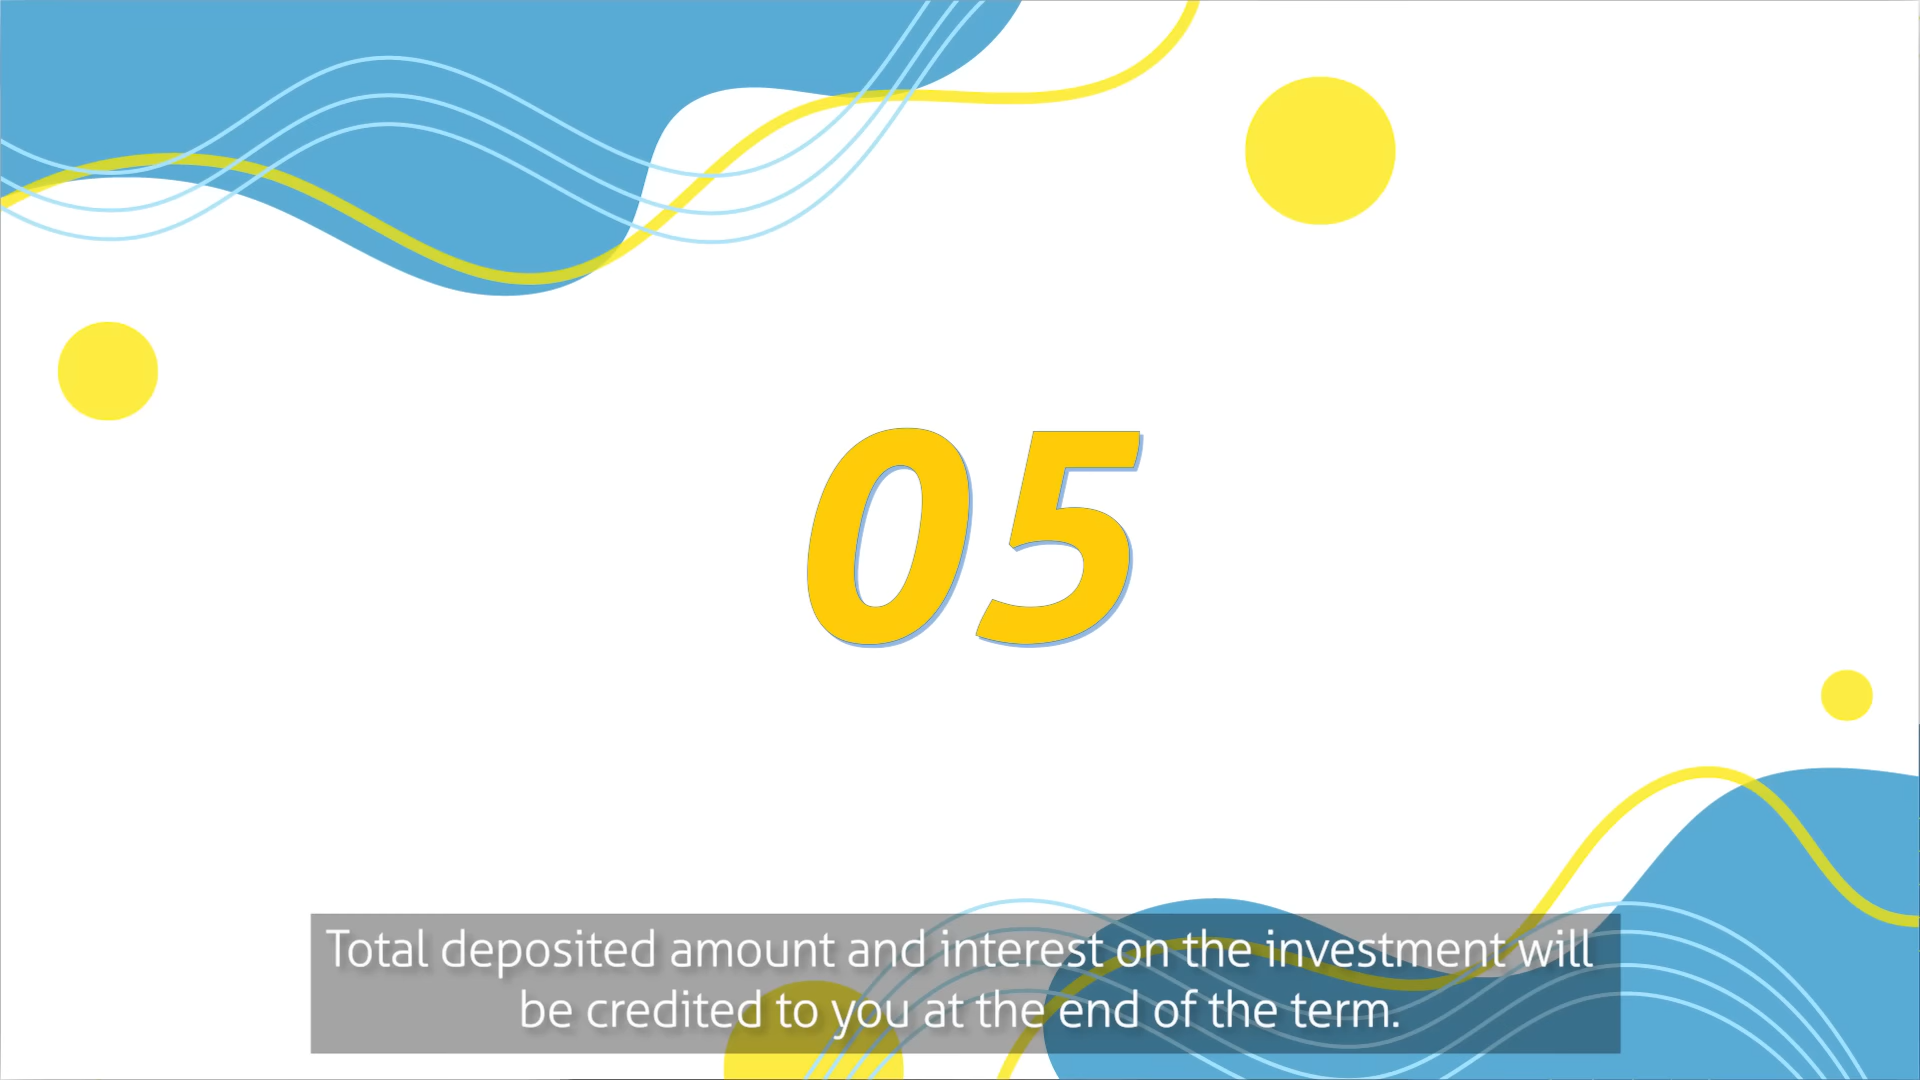 05
Total deposited amount and interest on the investment will
be credited to you at the end of the term.